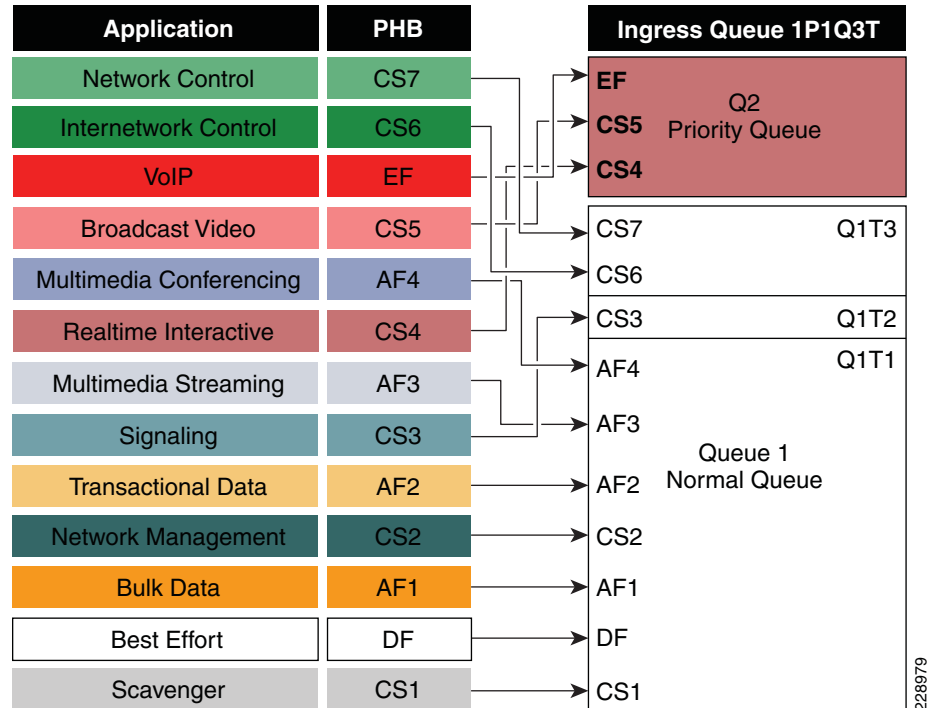 Application PHB Ingress Queue 1P1Q3T
Network Control CS7
Internetwork Control CS6
VoIP EF
Broadcast Video CS5
Multimedia Conferencing AF4
Realtime Interactive CS4
Multimedia Streaming AF3
Signaling CS3
Transactional Data AF2
Network Management CS2
Bulk Data AF1
Best Effort DF
Scavenger CS1
EF
Q2
Priority Queue
CS5
CS4
CS7 Q1T3
CS6
CS3 Q1T2
AF4 Q1T1
AF3
Queue 1
Normal Queue
AF2
CS2
AF1
DF
CS1
228979